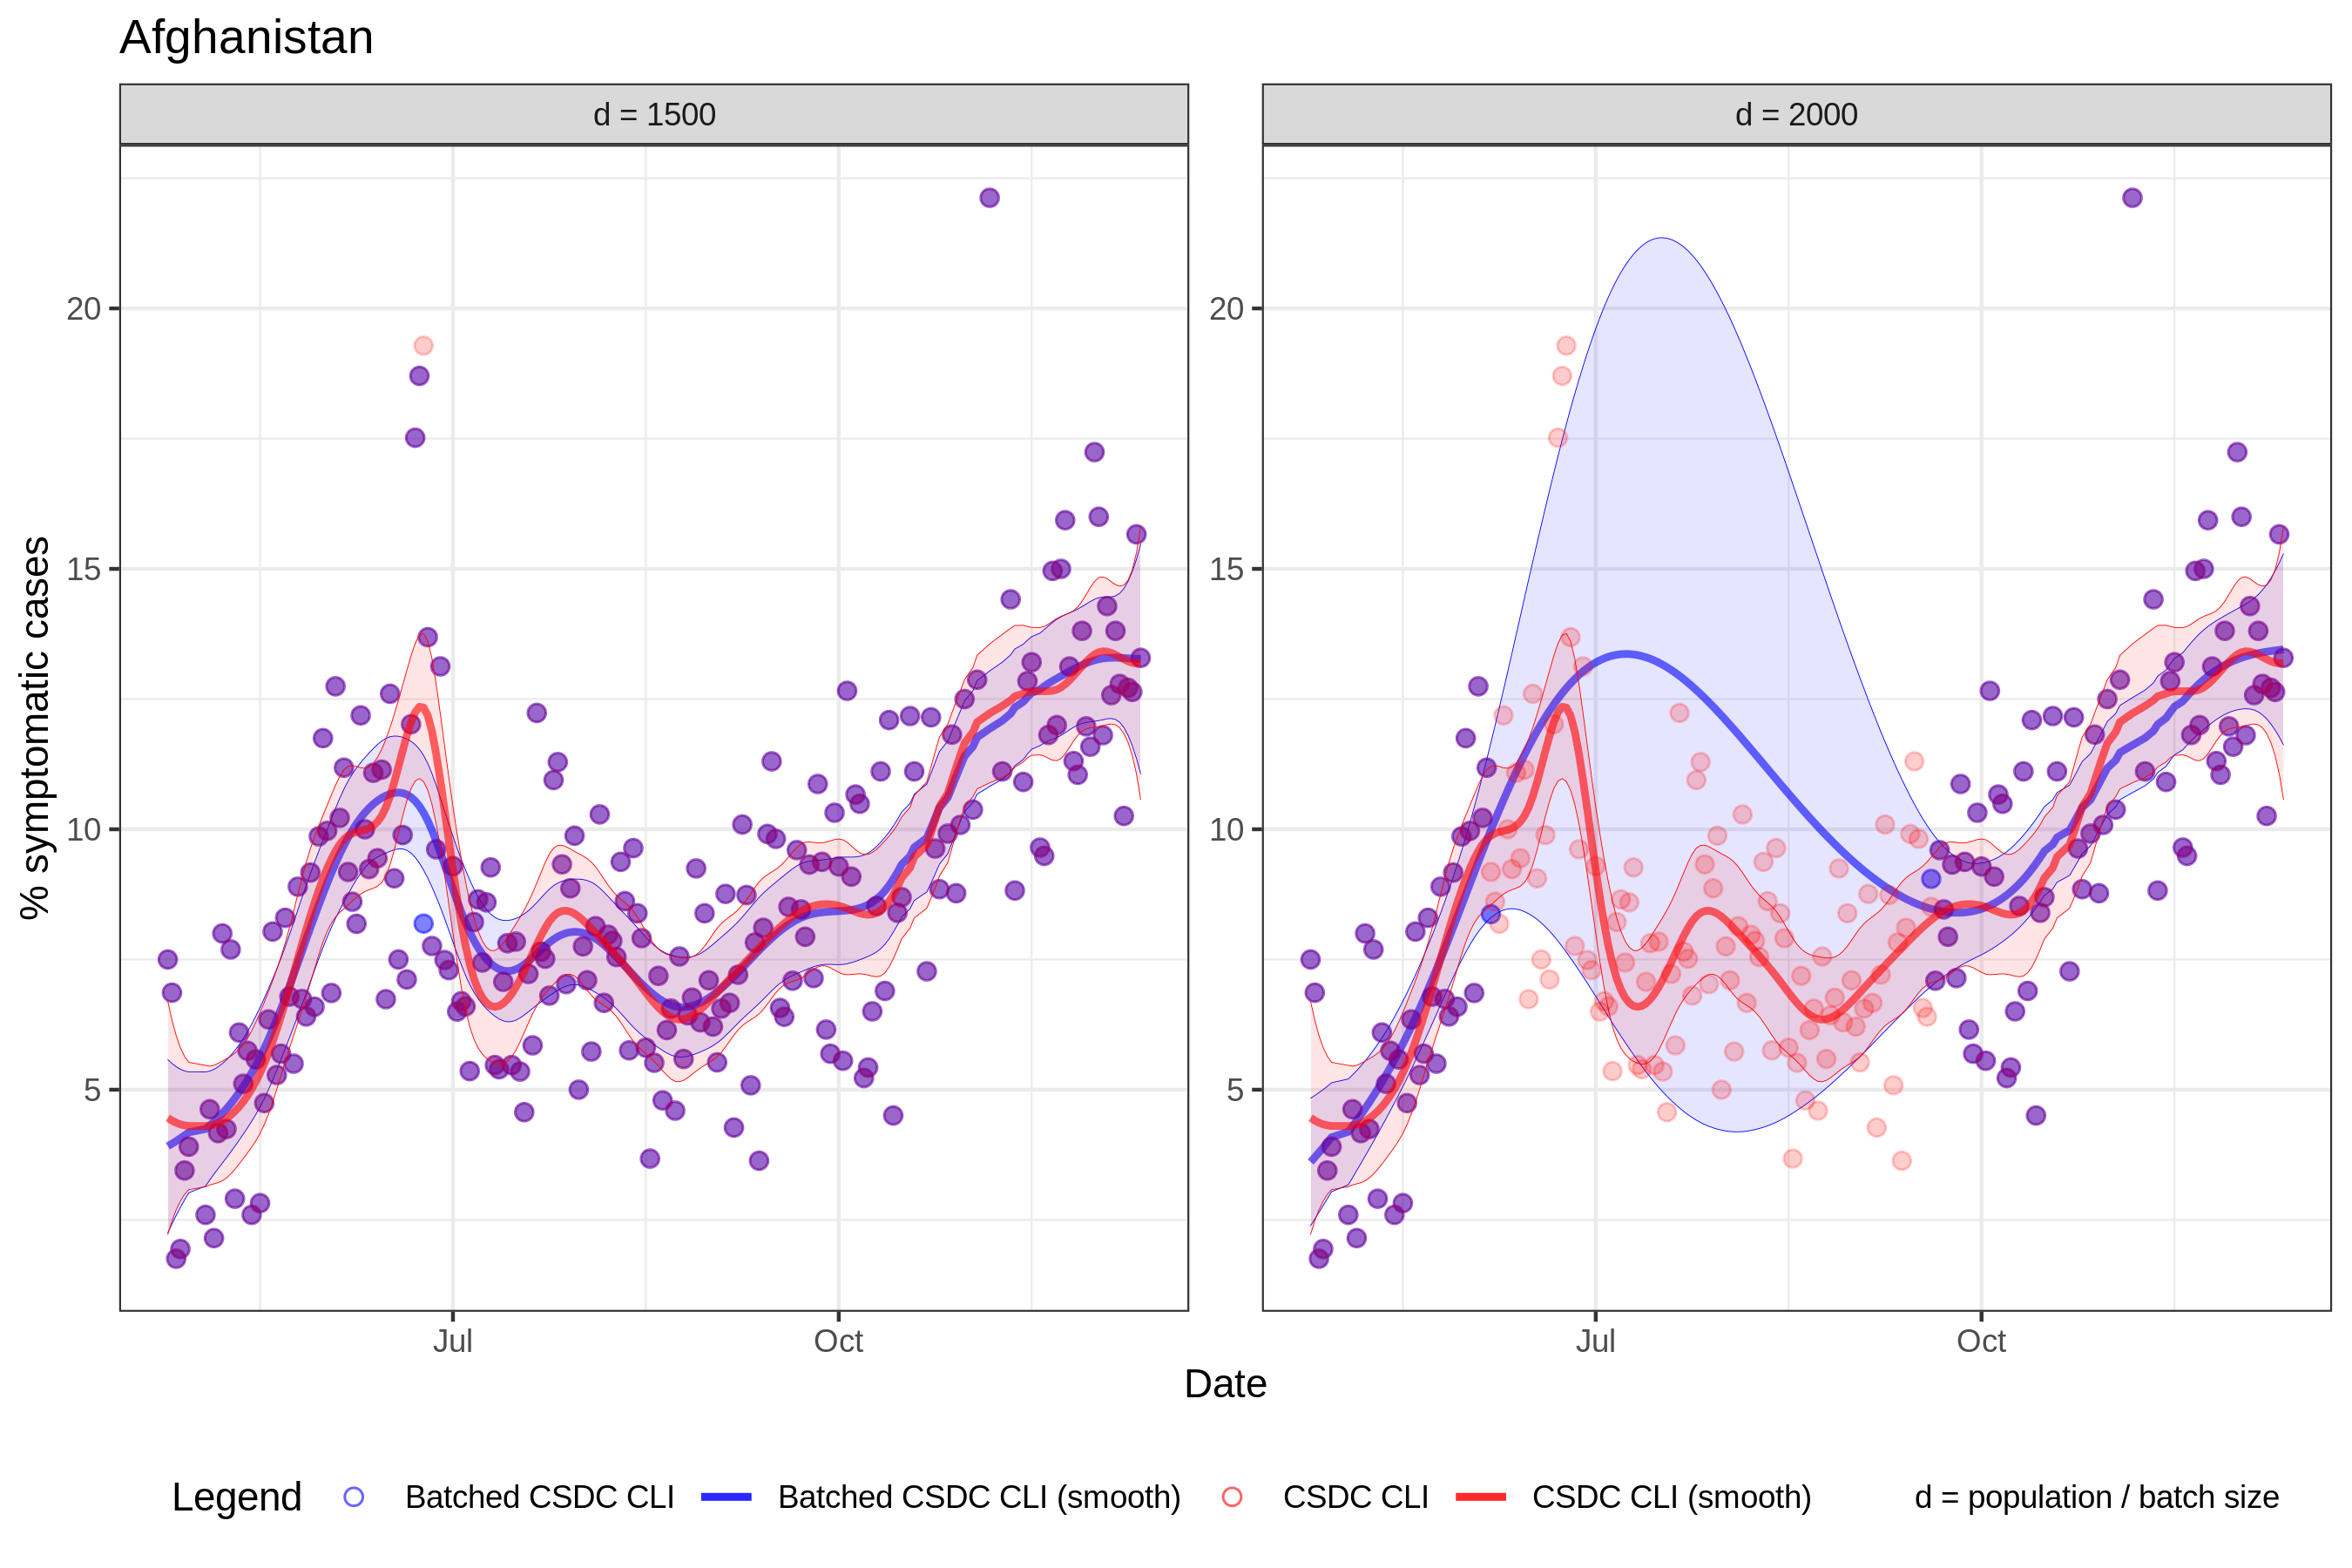 Afghanistan
d = 1500
d = 2000
% symptomatic cases
20
15
10
5
20
15
10
5
Jul
Oct
Jul
Oct
Date
Legend
Batched CSDC CLI
Batched CSDC CLI (smooth)
CSDC CLI
CSDC CLI (smooth)
d = population / batch size